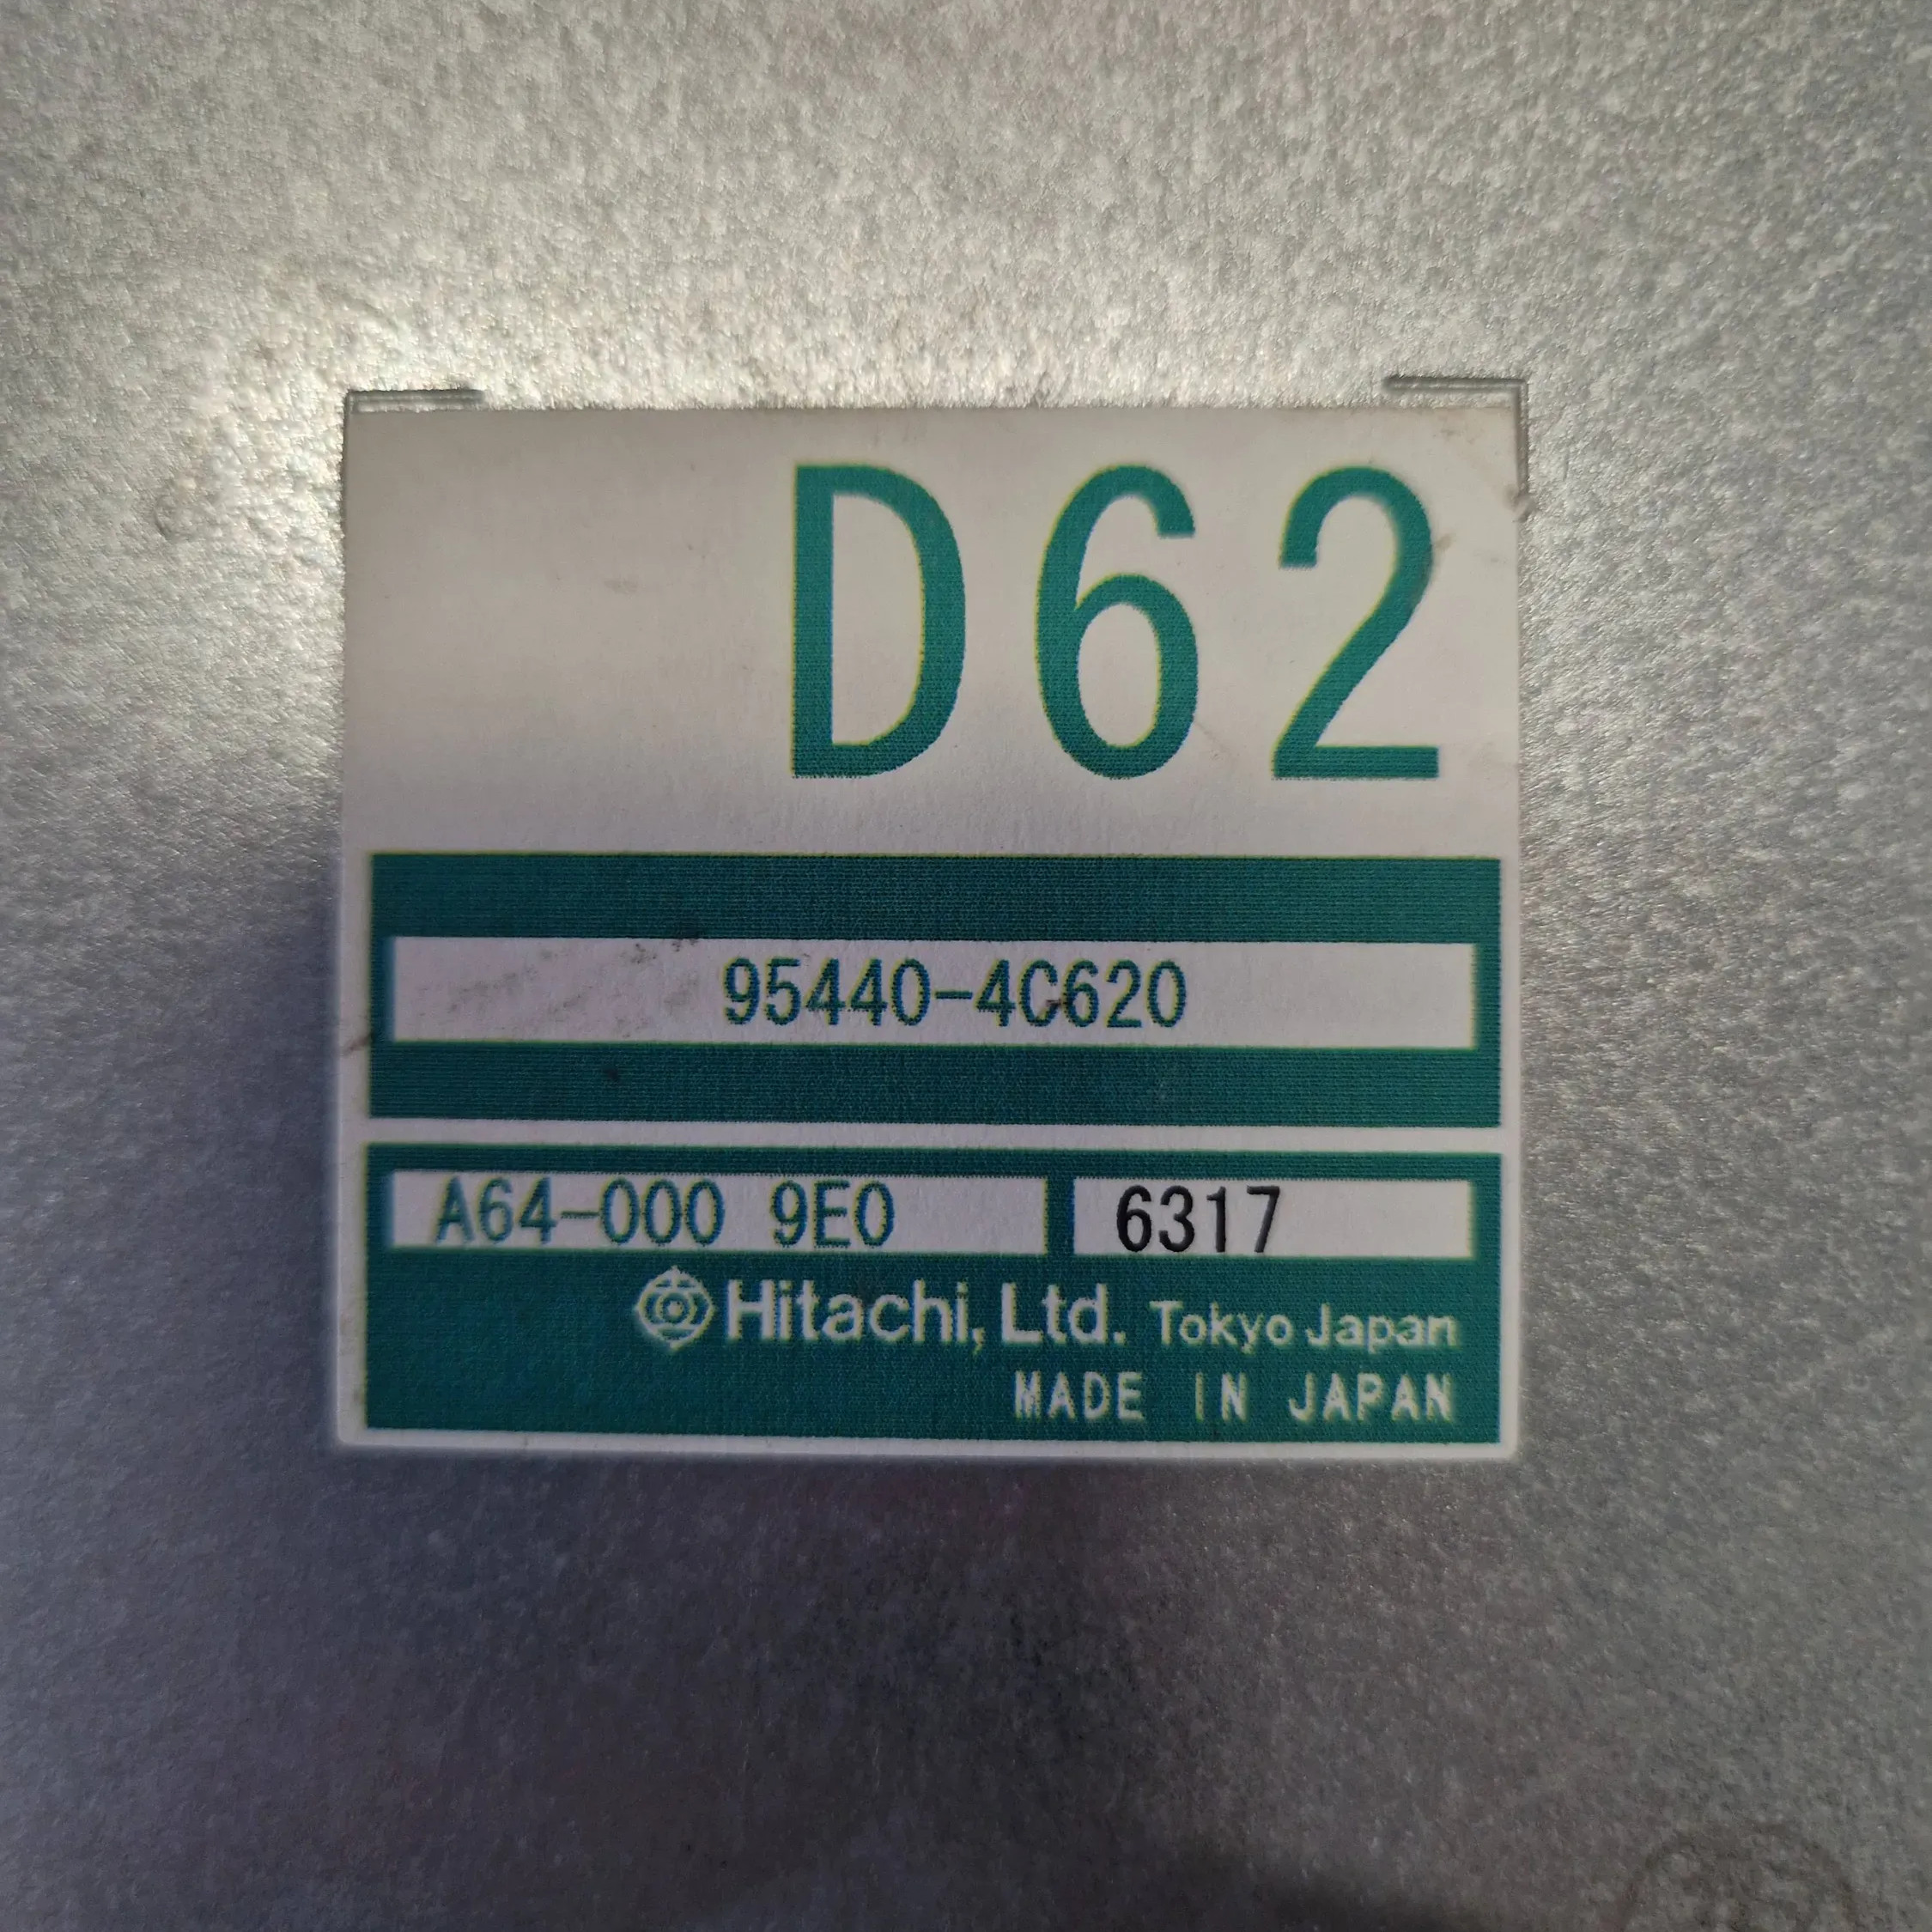 D62
95440-4C620
A64-000 9E0 6317
Hitachi, Ltd. Tokyo Japan
MADE IN JAPAN